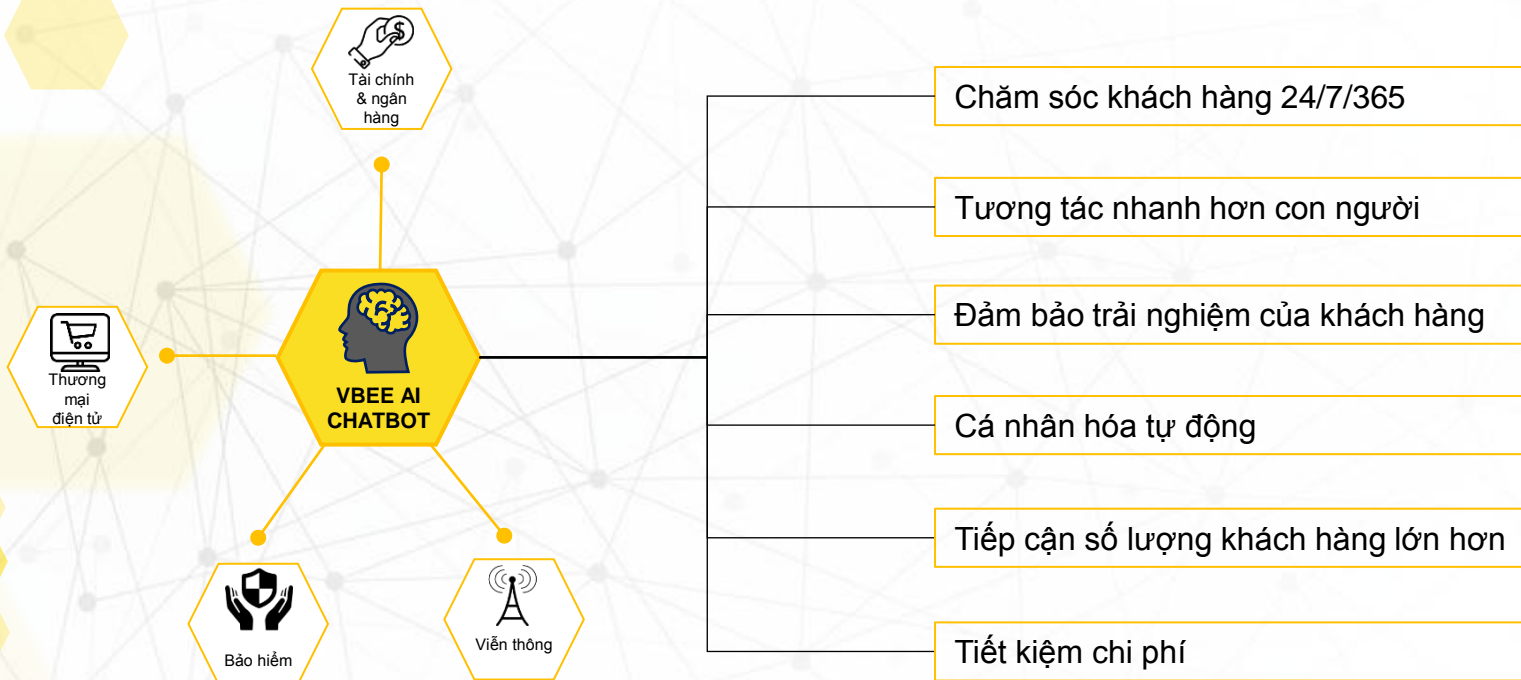 Tài chính
& ngân
hàng
Thương
mại
điện tử
VBEE AI
CHATBOT
Bảo hiểm
Viễn thông
Chăm sóc khách hàng 24/7/365
Tương tác nhanh hơn con người
Đảm bảo trải nghiệm của khách hàng
Cá nhân hóa tự động
Tiếp cận số lượng khách hàng lớn hơn
Tiết kiệm chi phí